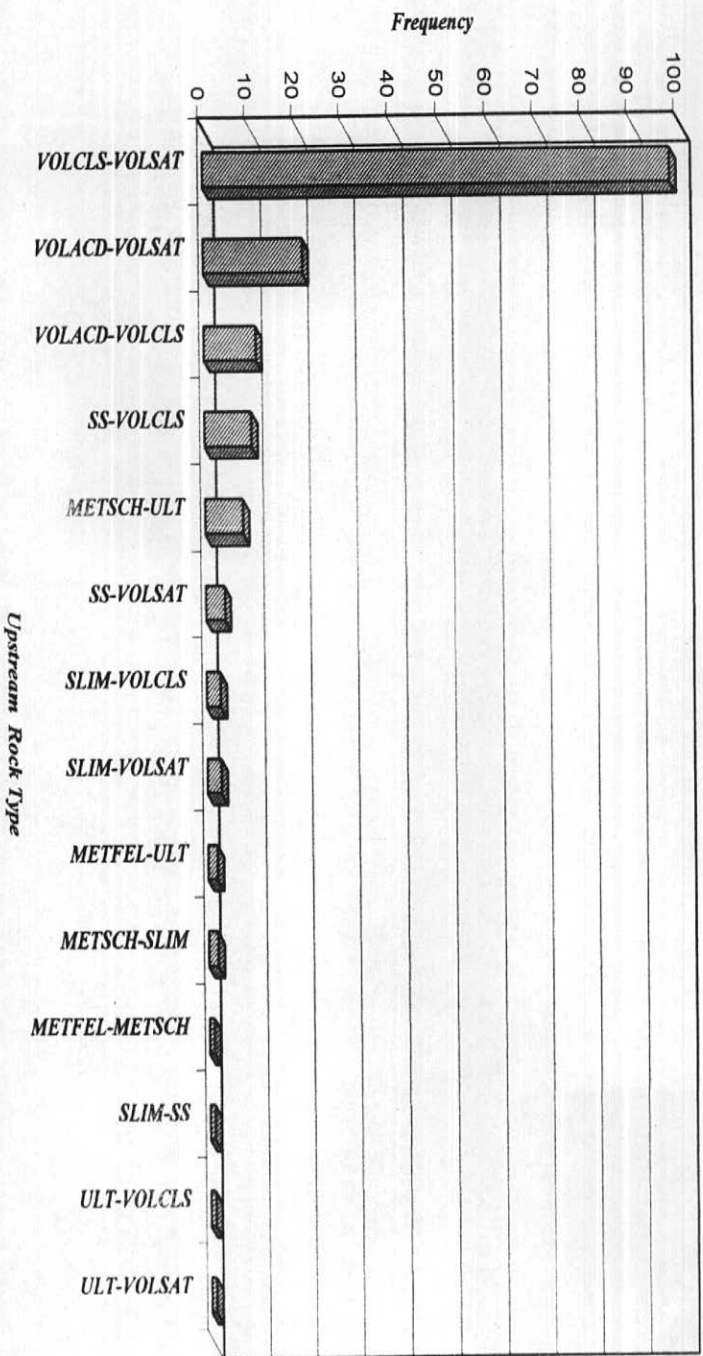 Frequency
100
90
80
70
60
50
40
30
20
10
0
VOLCLS-VOLSAT
VOLACD-VOLSAT
VOLACD-VOLCLS
SS-VOLCLS
METSCH-ULT
SS-VOLSAT
SLIM-VOLCLS
SLIM-VOLSAT
METFEL-ULT
METSCH-SLIM
METFEL-METSCH
SLIM-SS
ULT-VOLCLS
ULT-VOLSAT
Upstream Rock Type